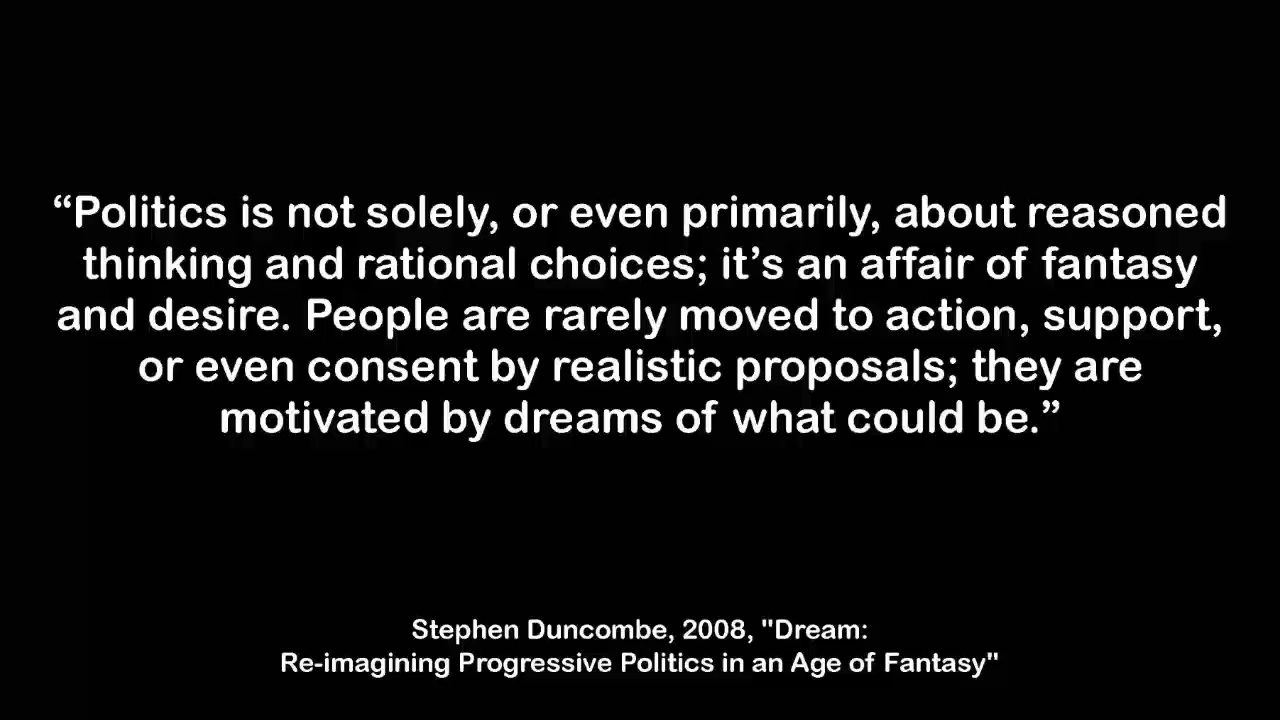 “Politics is not solely, or even primarily, about reasoned
thinking and rational choices; it’s an affair of fantasy
and desire. People are rarely moved to action, support,
or even consent by realistic proposals; they are
motivated by dreams of what could be.”
Stephen Duncombe, 2008, "Dream:
Re-imagining Progressive Politics in an Age of Fantasy"